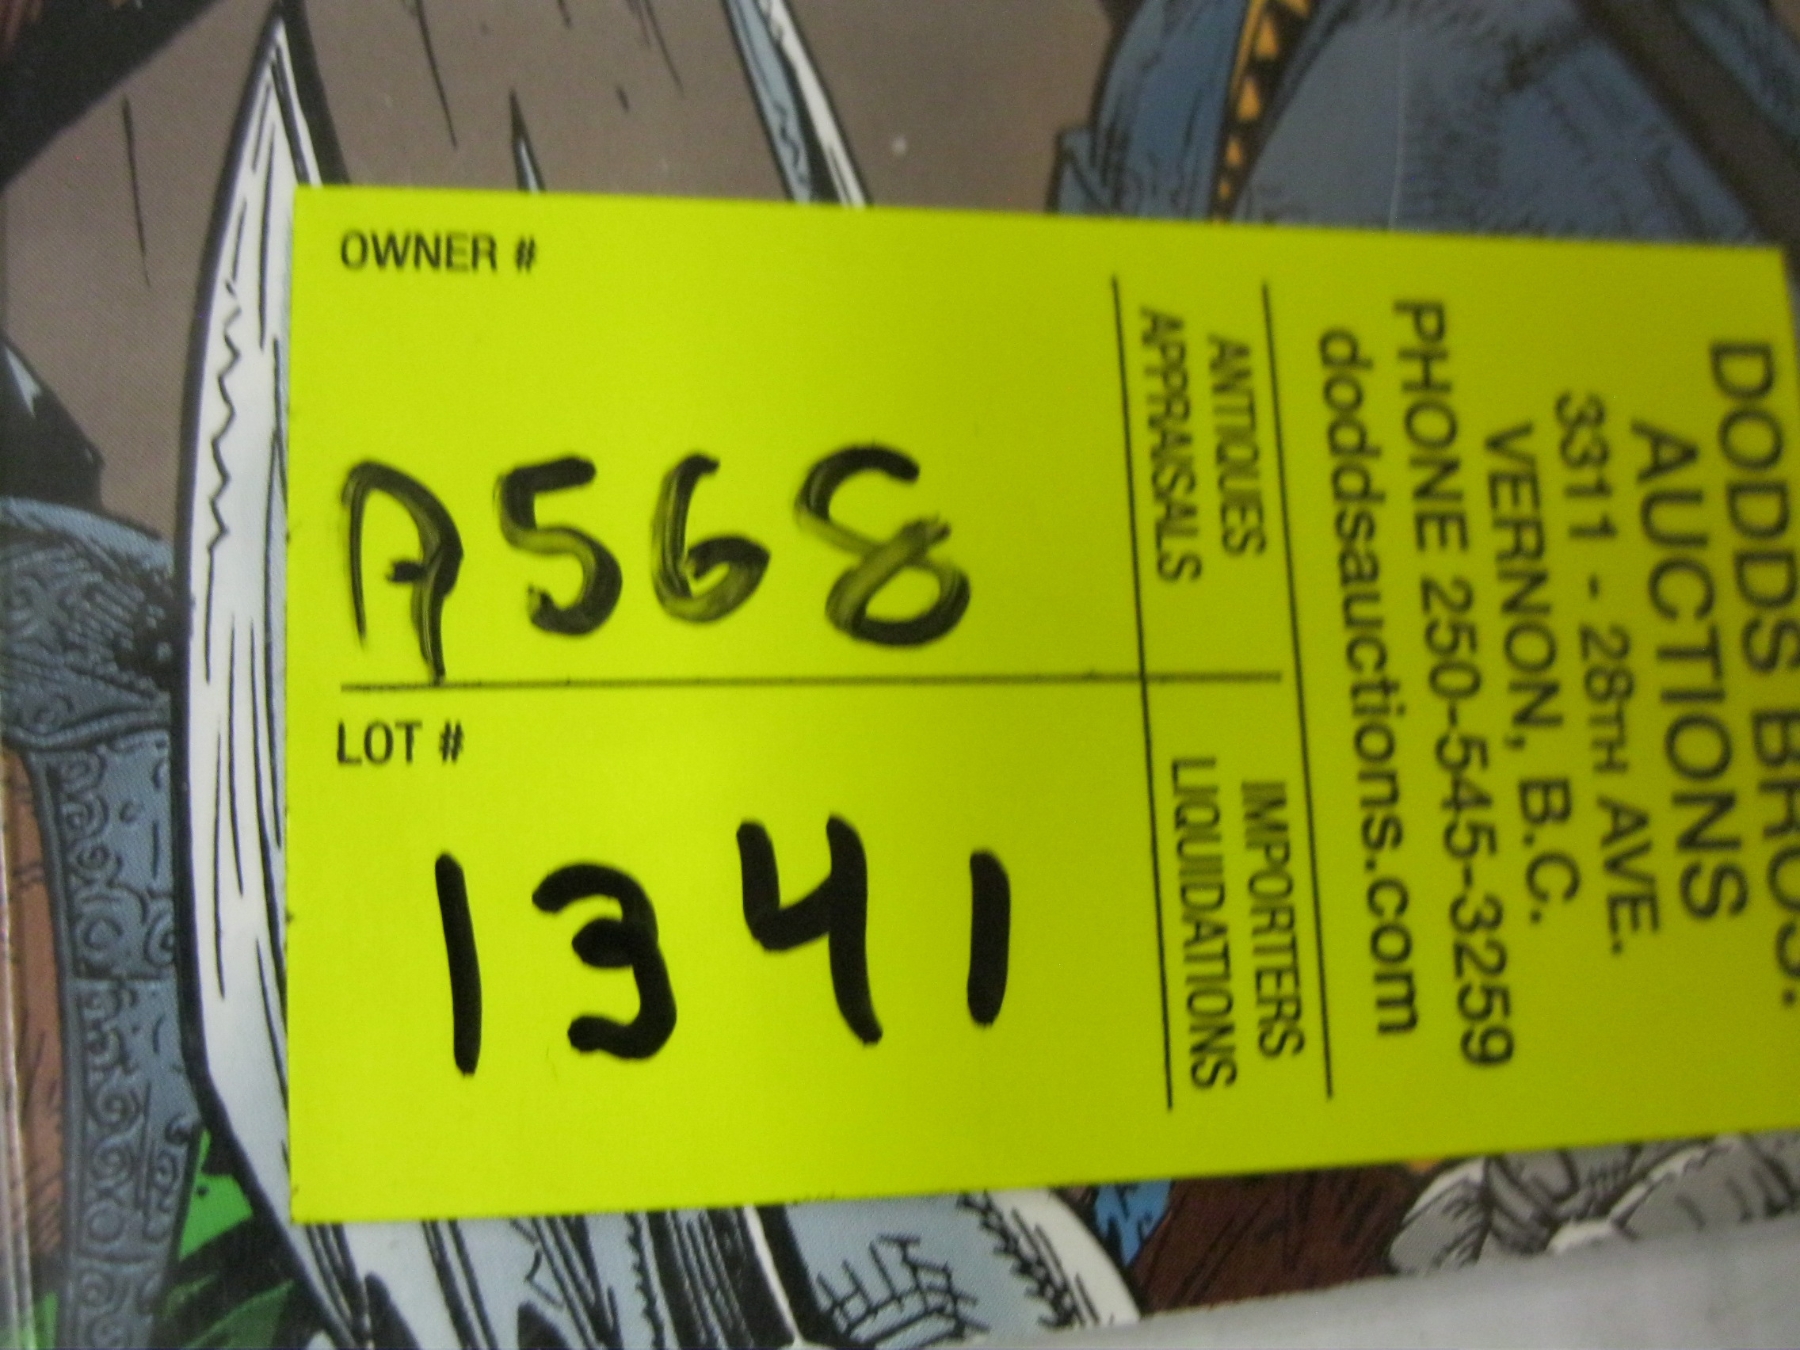 OWNER #
A568
LOT #
1341
DODDS BROS.
AUCTIONS
3311 - 28TH AVE.
VERNON, B.C.
PHONE 250-545-3259
doddsauctions.com
ANTIQUES IMPORTERS
APPRAISALS LIQUIDATIONS